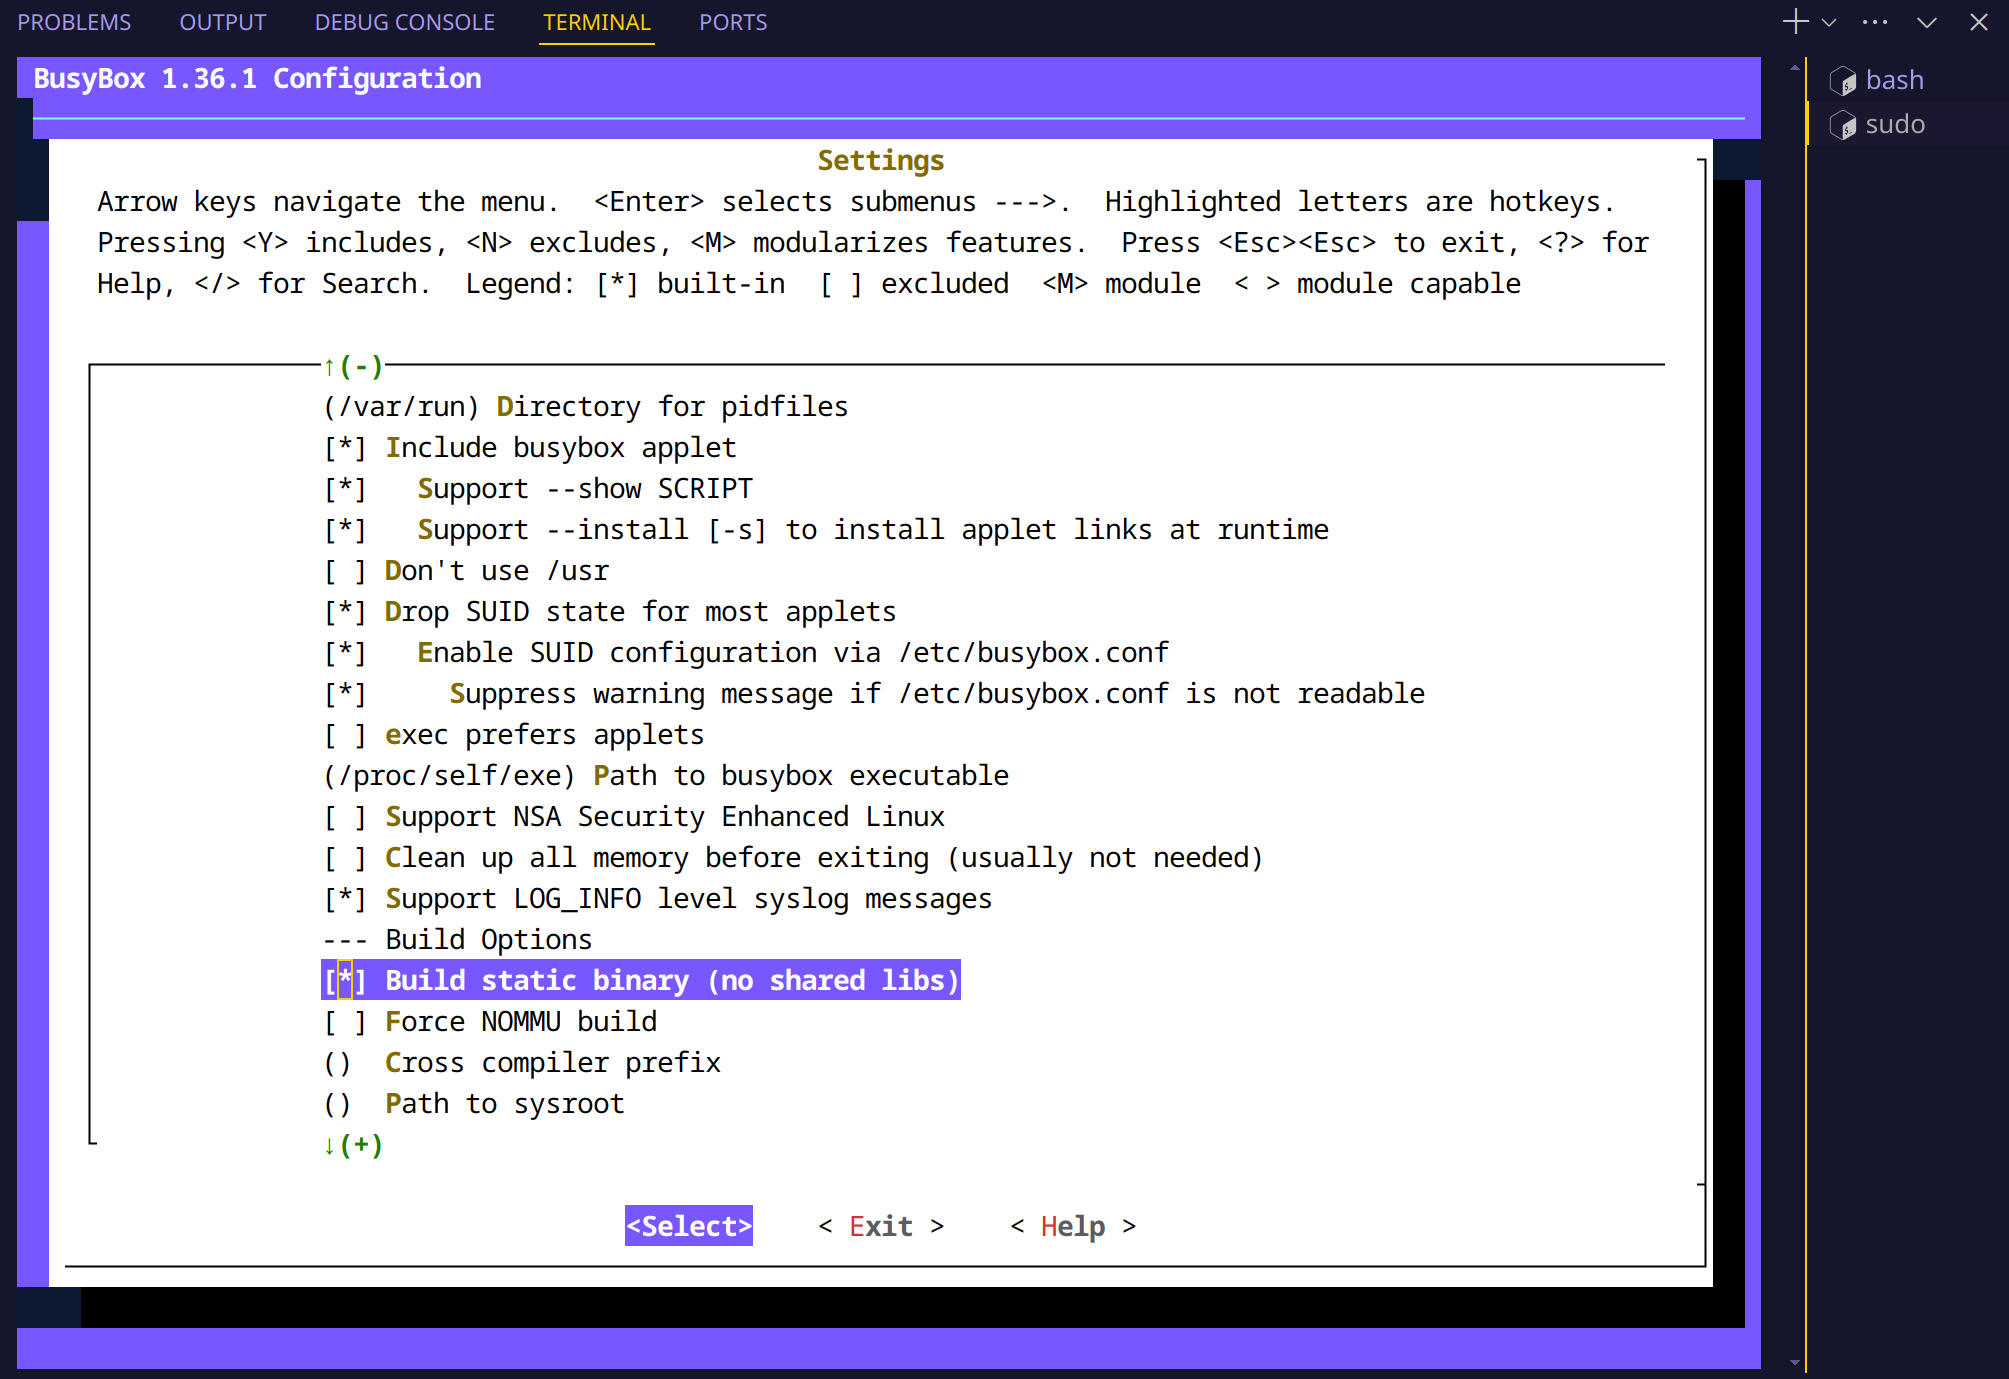 PROBLEMS OUTPUT DEBUG CONSOLE TERMINAL PORTS
BusyBox 1.36.1 Configuration
Settings
Arrow keys navigate the menu.  <Enter> selects submenus --->.  Highlighted letters are hotkeys.
Pressing <Y> includes, <N> excludes, <M> modularizes features.  Press <Esc><Esc> to exit, <?> for
Help, </> for Search.  Legend: [*] built-in  [ ] excluded  <M> module  < > module capable
↑(-)
(/var/run) Directory for pidfiles
[*] Include busybox applet
[*]   Support --show SCRIPT
[*]   Support --install [-s] to install applet links at runtime
[ ] Don't use /usr
[*] Drop SUID state for most applets
[*]   Enable SUID configuration via /etc/busybox.conf
[*]     Suppress warning message if /etc/busybox.conf is not readable
[ ] exec prefers applets
(/proc/self/exe) Path to busybox executable
[ ] Support NSA Security Enhanced Linux
[ ] Clean up all memory before exiting (usually not needed)
[*] Support LOG_INFO level syslog messages
--- Build Options
[*] Build static binary (no shared libs)
[ ] Force NOMMU build
()  Cross compiler prefix
()  Path to sysroot
↓(+)
<Select>    < Exit >    < Help >
bash
sudo